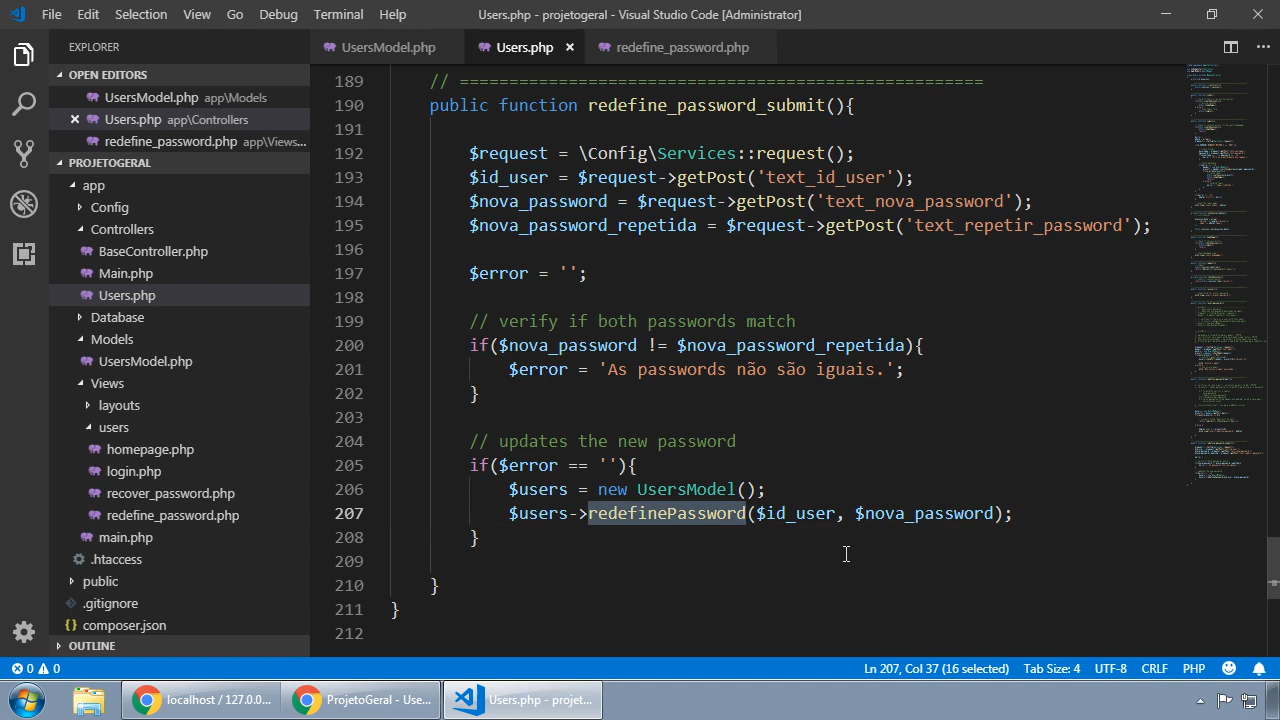 File Edit Selection View Go Debug Terminal Help
Users.php - projetogeral - Visual Studio Code [Administrator]
EXPLORER
UsersModel.php
Users.php
redefine_password.php
OPEN EDITORS
UsersModel.php app\Models
Users.php app\Controllers
redefine_password.php app\Views...
PROJETOGERAL
app
Config
Controllers
BaseController.php
Main.php
Users.php
Database
Models
UsersModel.php
Views
layouts
users
homepage.php
login.php
recover_password.php
redefine_password.php
main.php
.htaccess
public
.gitignore
composer.json
OUTLINE
189 // =====================================================
190 public function redefine_password_submit(){
191
192 $request = \Config\Services::request();
193 $id_user = $request->getPost('text_id_user');
194 $nova_password = $request->getPost('text_nova_password');
195 $nova_password_repetida = $request->getPost('text_repetir_password');
196
197 $error = '';
198
199 // verify if both passwords match
200 if($nova_password != $nova_password_repetida){
201 $error = 'As passwords não são iguais.';
202 }
203
204 // updates the new password
205 if($error == ''){
206 $users = new UsersModel();
207 $users->redefinePassword($id_user, $nova_password);
208 }
209
210 }
211 }
212
0 0
Ln 207, Col 37 (16 selected) Tab Size: 4 UTF-8 CRLF PHP
localhost / 127.0.0...
ProjetoGeral - Use...
Users.php - projet...